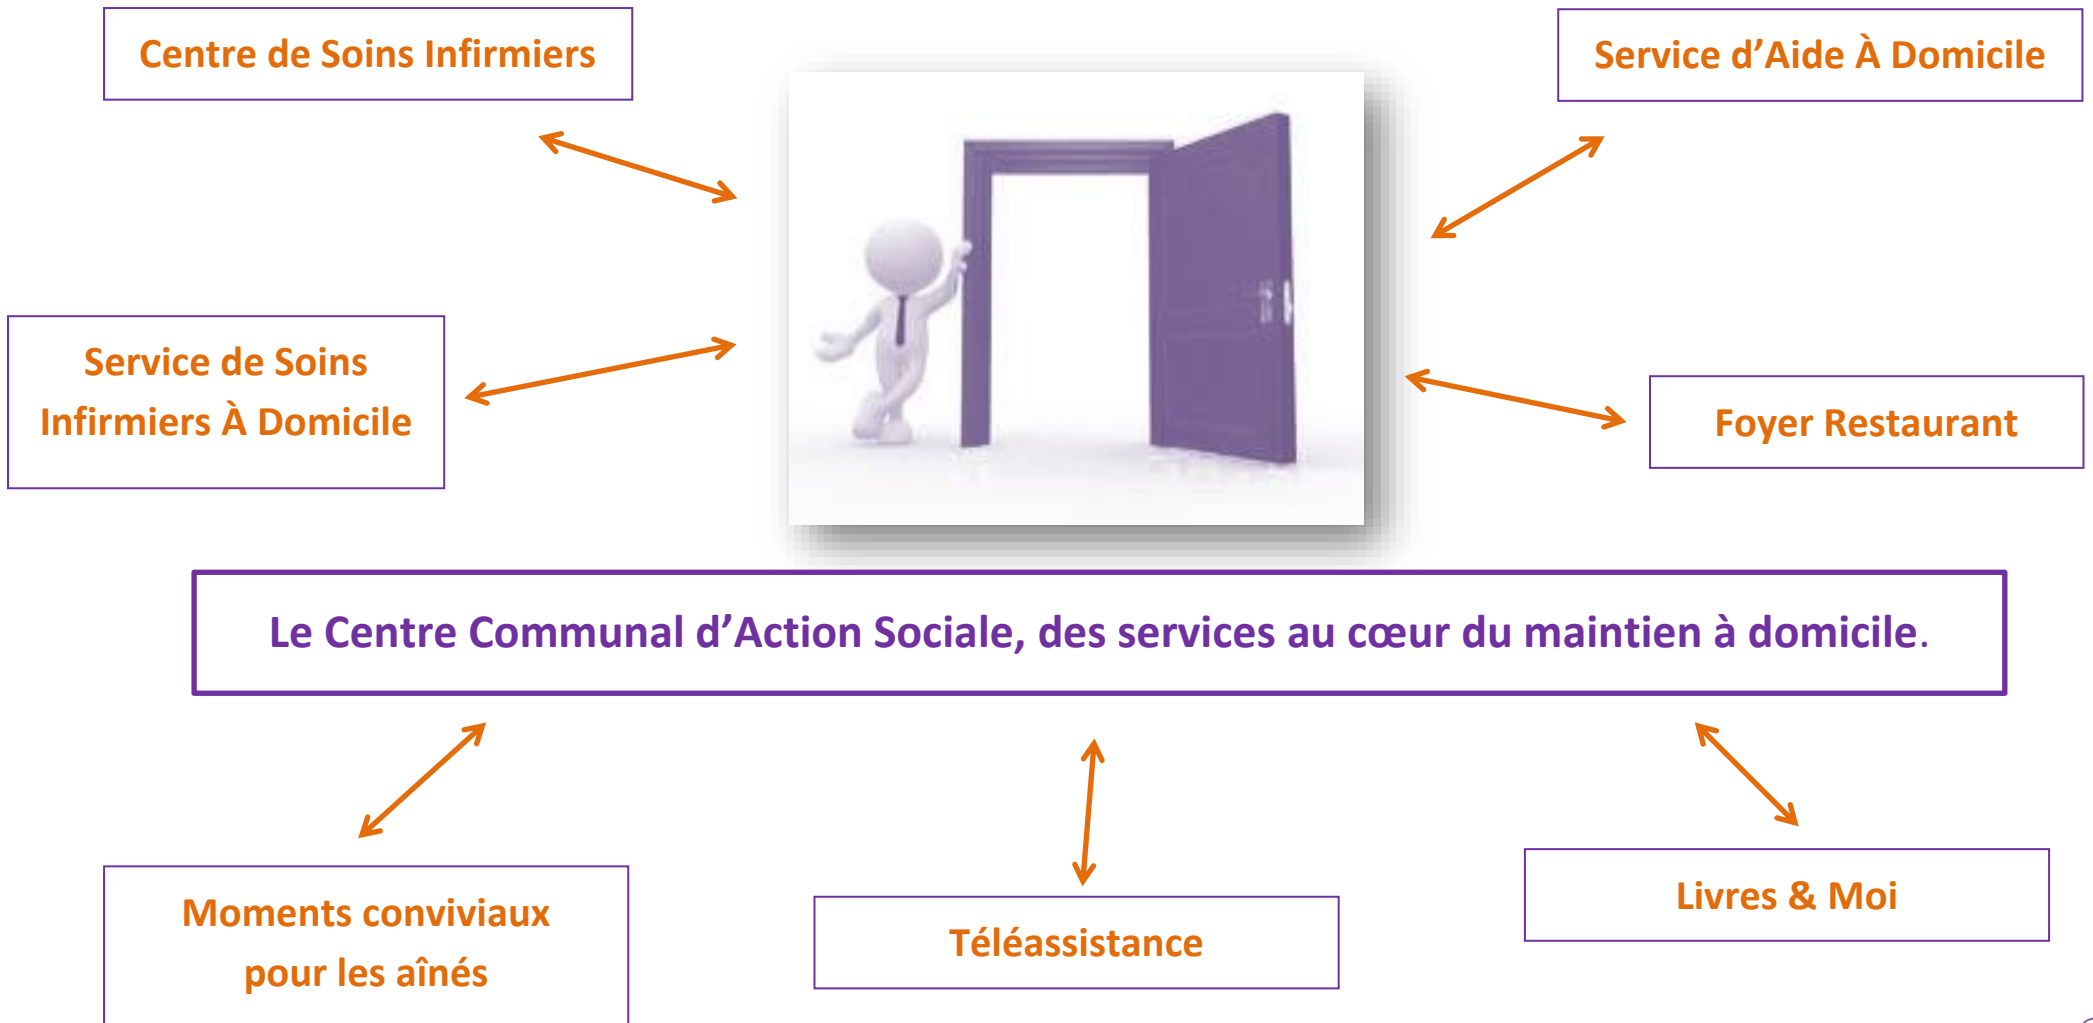 Centre de Soins Infirmiers
Service d’Aide À Domicile
Service de Soins
Infirmiers À Domicile
Foyer Restaurant
Le Centre Communal d’Action Sociale, des services au cœur du maintien à domicile.
Moments conviviaux
pour les aînés
Téléassistance
Livres & Moi